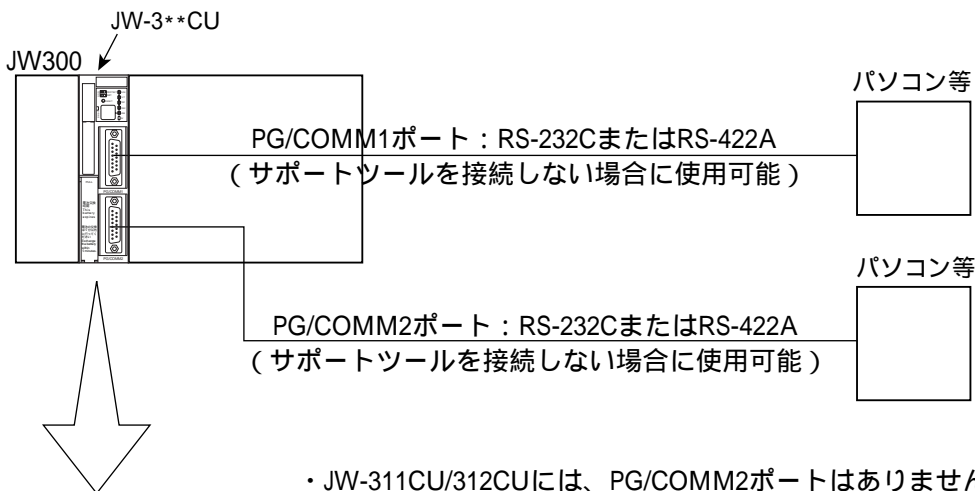 JW-3**CU
JW300
パソコン等
PG/COMM1ポート：RS-232CまたはRS-422A
（サポートツールを接続しない場合に使用可能）
PG/COMM1
PG/COMM2
パソコン等
PG/COMM2ポート：RS-232CまたはRS-422A
（サポートツールを接続しない場合に使用可能）
・JW-311CU/312CUには、PG/COMM2ポートはありません